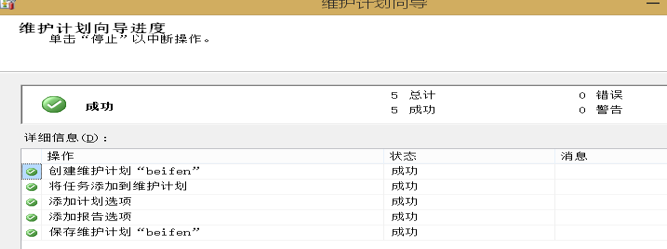 维护计划向导
维护计划向导进度
单击“停止”以中断操作。
成功
5 总计 0 错误
5 成功 0 警告
详细信息(D):
操作 状态 消息
创建维护计划“beifen” 成功
将任务添加到维护计划 成功
添加计划选项 成功
添加报告选项 成功
保存维护计划“beifen” 成功